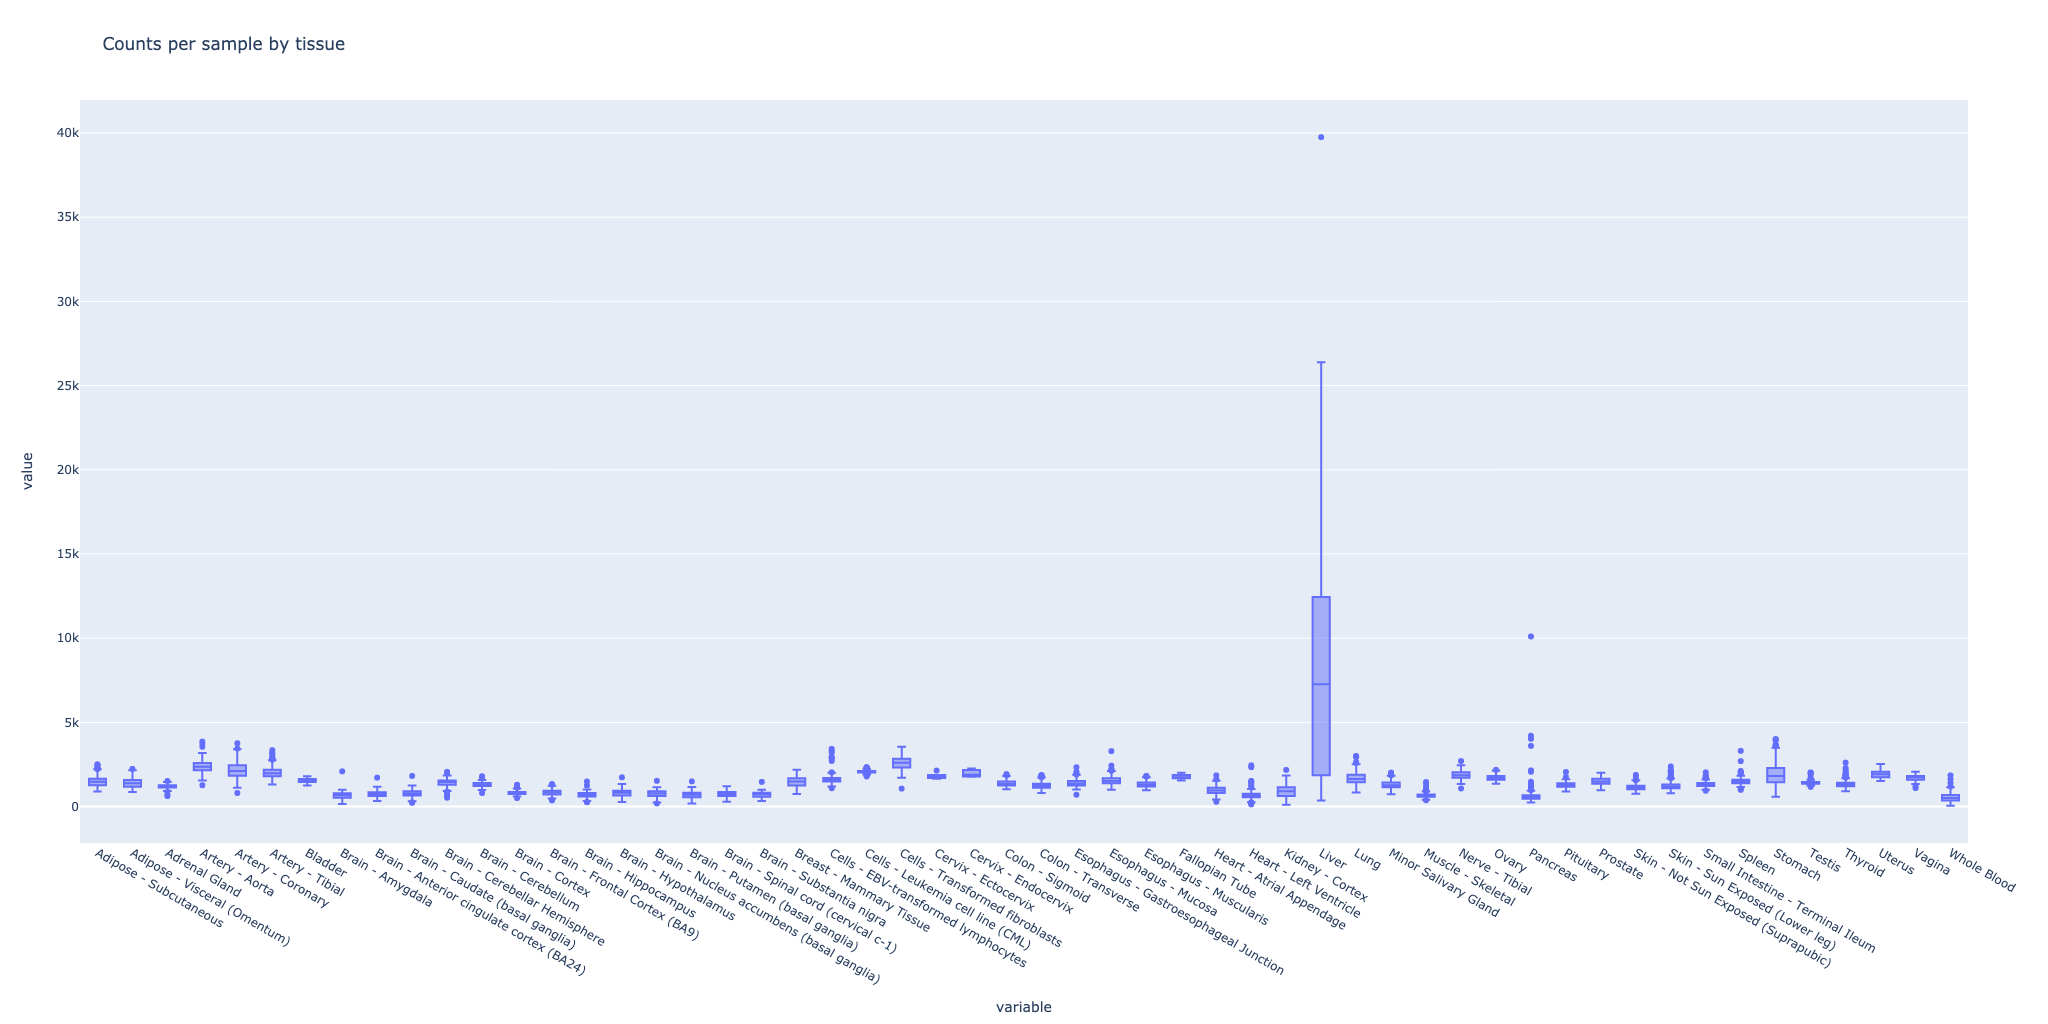 Counts per sample by tissue
40k
35k
30k
25k
20k
15k
10k
5k
0
value
Adipose - Subcutaneous
Adipose - Visceral (Omentum)
Adrenal Gland
Artery - Aorta
Artery - Coronary
Artery - Tibial
Bladder
Brain - Amygdala
Brain - Anterior cingulate cortex (BA24)
Brain - Caudate (basal ganglia)
Brain - Cerebellar Hemisphere
Brain - Cerebellum
Brain - Cortex
Brain - Frontal Cortex (BA9)
Brain - Hippocampus
Brain - Hypothalamus
Brain - Nucleus accumbens (basal ganglia)
Brain - Putamen (basal ganglia)
Brain - Spinal cord (cervical c-1)
Brain - Substantia nigra
Breast - Mammary Tissue
Cells - EBV-transformed lymphocytes
Cells - Leukemia cell line (CML)
Cells - Transformed fibroblasts
Cervix - Ectocervix
Cervix - Endocervix
Colon - Sigmoid
Colon - Transverse
Esophagus - Gastroesophageal Junction
Esophagus - Mucosa
Esophagus - Muscularis
Fallopian Tube
Heart - Atrial Appendage
Heart - Left Ventricle
Kidney - Cortex
Liver
Lung
Minor Salivary Gland
Muscle - Skeletal
Nerve - Tibial
Ovary
Pancreas
Pituitary
Prostate
Skin - Not Sun Exposed (Suprapubic)
Skin - Sun Exposed (Lower leg)
Small Intestine - Terminal Ileum
Spleen
Stomach
Testis
Thyroid
Uterus
Vagina
Whole Blood
variable